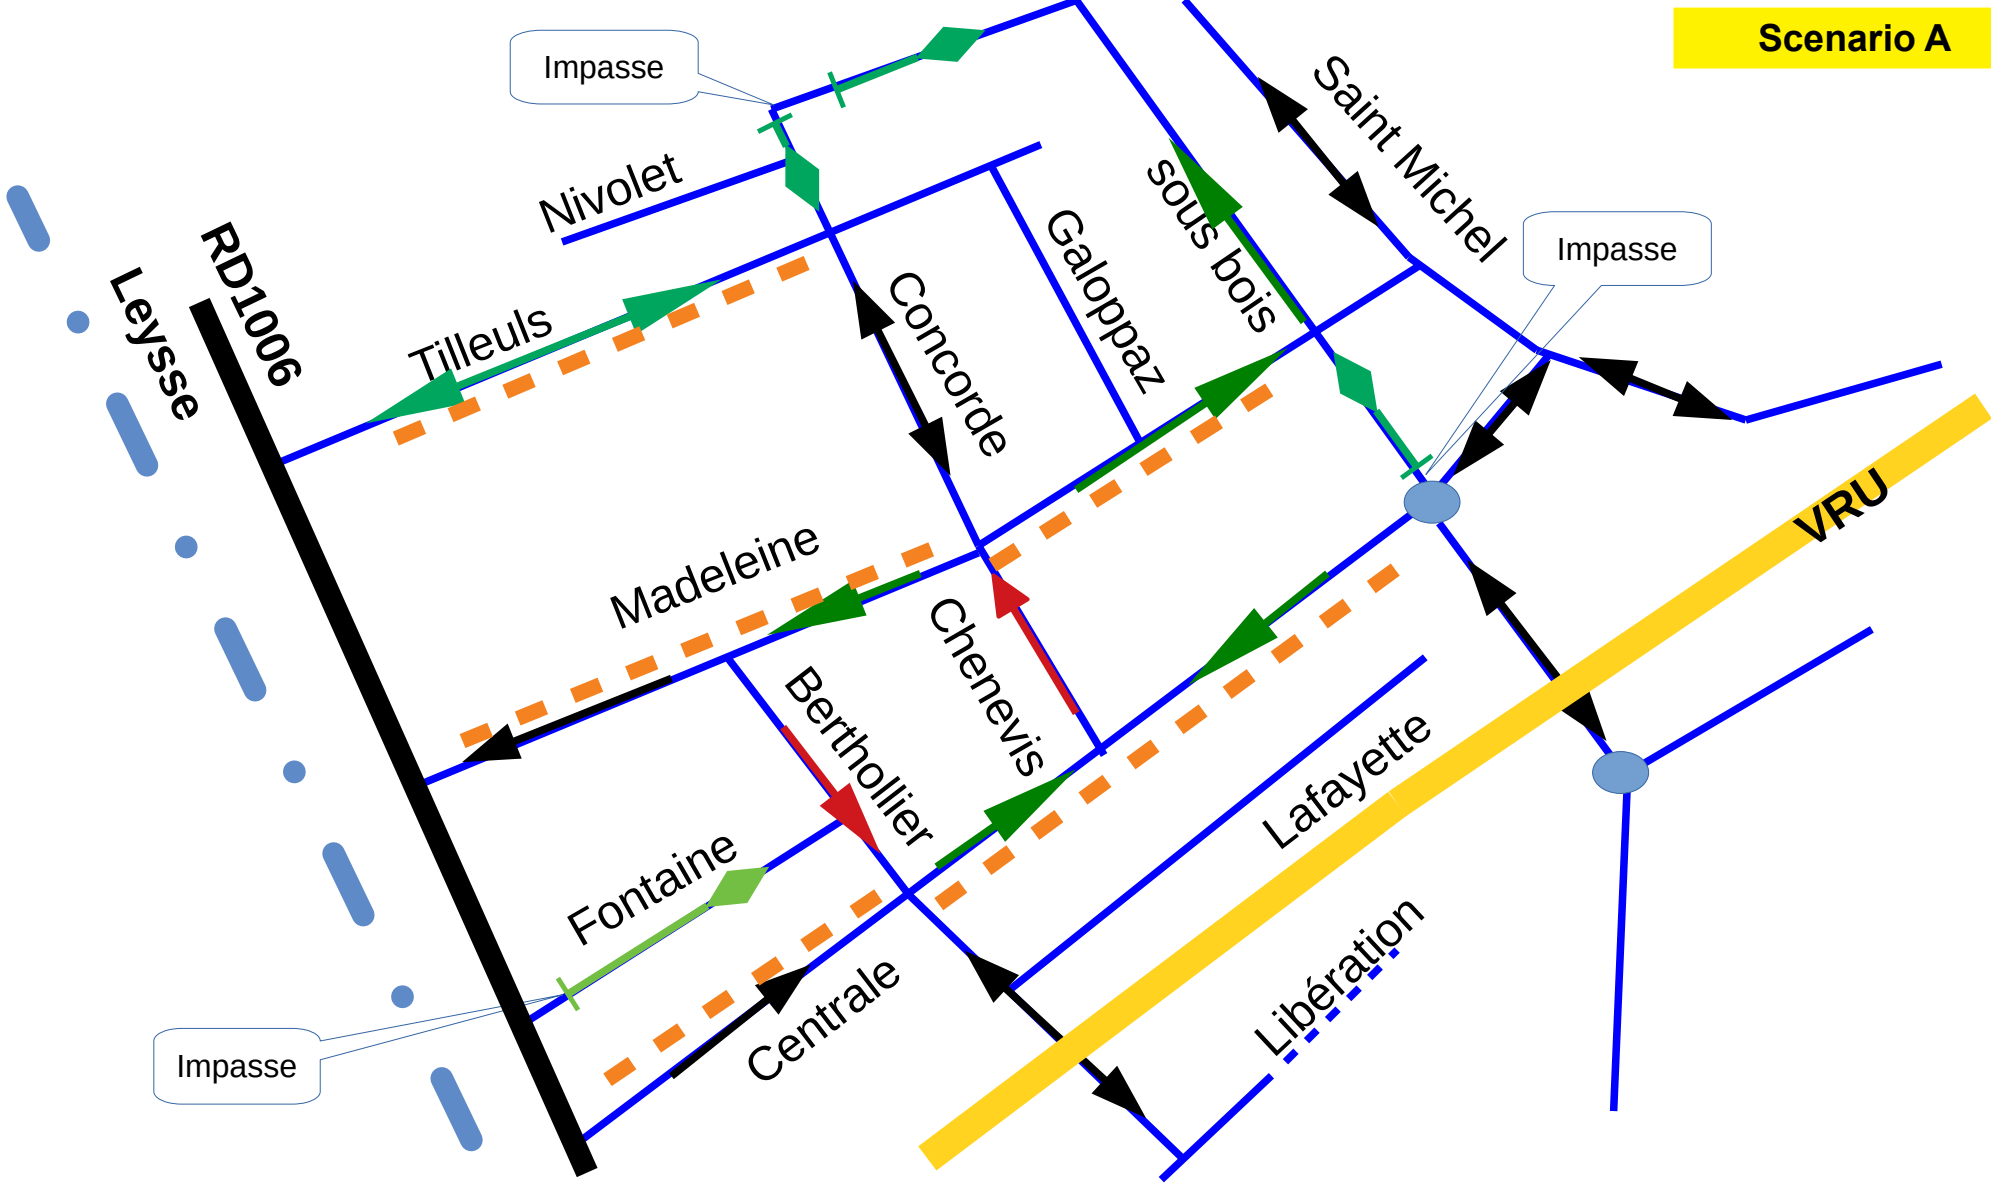 Scenario A
Impasse
Saint Michel
Nivolet
sous bois
Galoppaz
Impasse
RD1006
Leysse
Tilleuls
Concorde
VRU
Madeleine
Chenevis
Berthollier
Lafayette
Fontaine
Centrale
Libération
Impasse